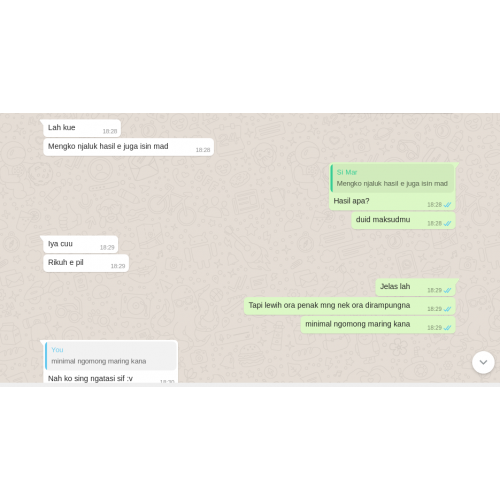 Lah kue
18:28
Mengko njaluk hasil e juga isin mad
18:28
Si Mar
Mengko njaluk hasil e juga isin mad
Hasil apa?
18:28
duid maksudmu
18:28
Iya cuu
18:29
Rikuh e pil
18:29
Jelas lah
18:29
Tapi lewih ora penak mng nek ora dirampungna
18:29
minimal ngomong maring kana
18:29
You
minimal ngomong maring kana
Nah ko sing ngatasi sif :v